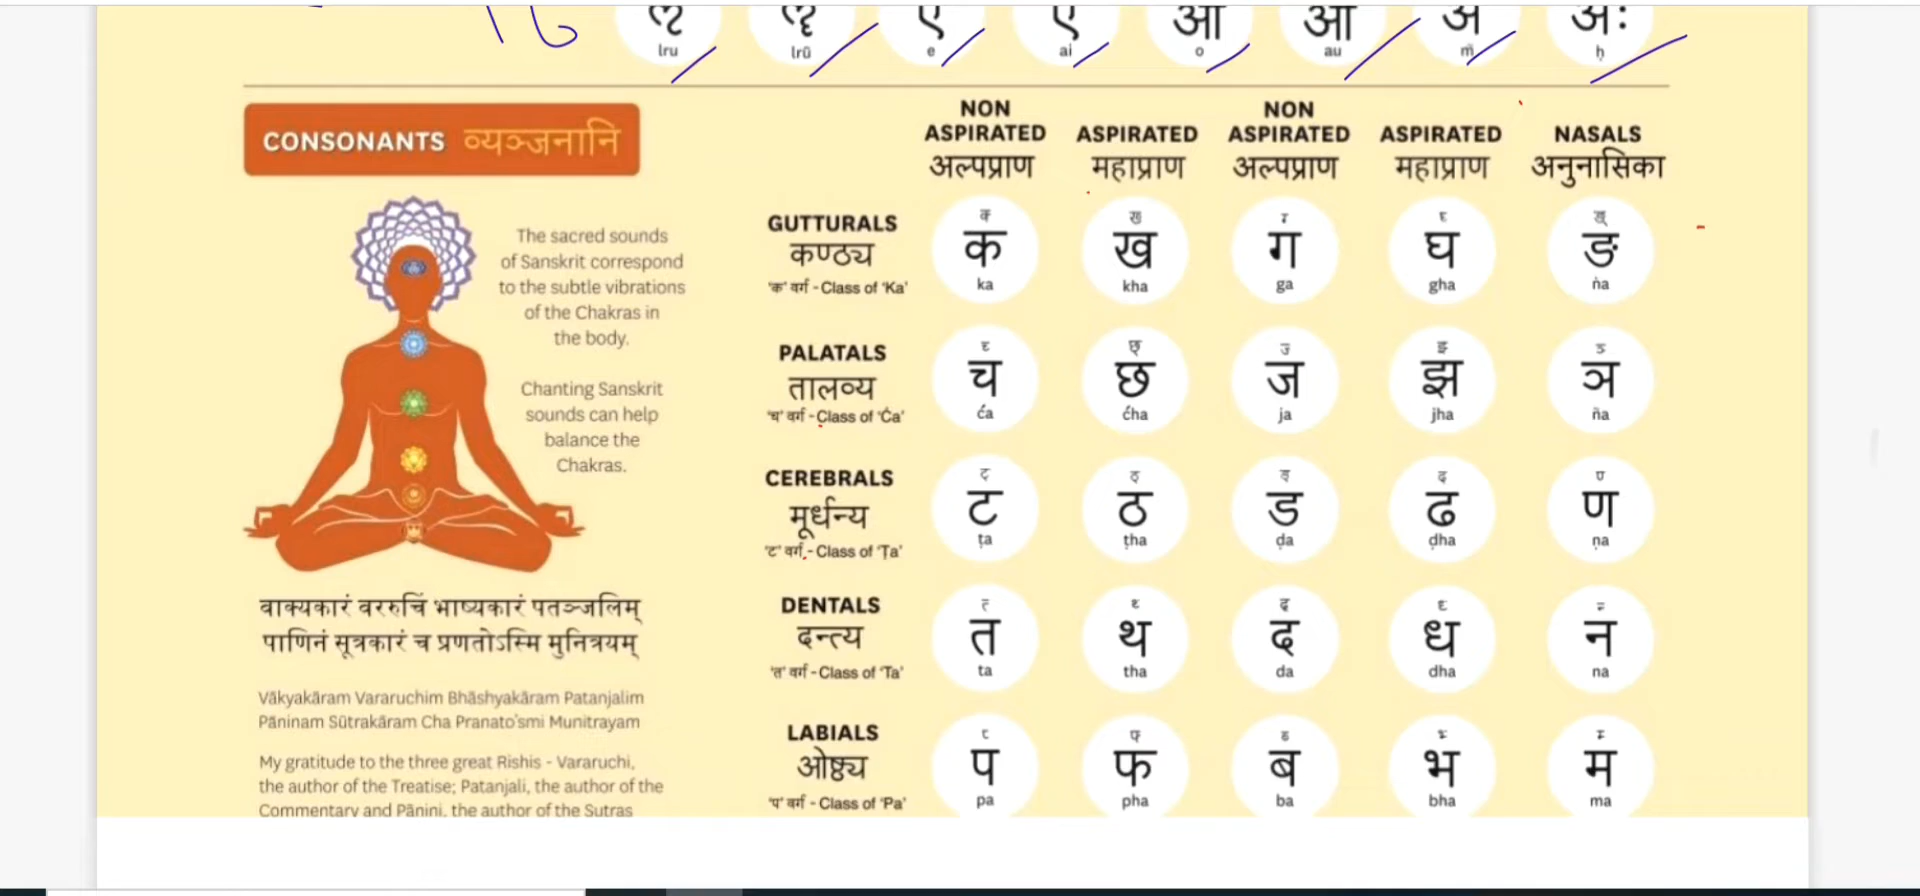 16
lru lrū e ai o au m̐ ḥ
CONSONANTS व्यञ्जनानि
NON ASPIRATED अल्पप्राण
ASPIRATED महाप्राण
NON ASPIRATED अल्पप्राण
ASPIRATED महाप्राण
NASALS अनुनासिका
The sacred sounds
of Sanskrit correspond
to the subtle vibrations
of the Chakras in
the body.
Chanting Sanskrit
sounds can help
balance the
Chakras.
वाक्यकारं वररुचिं भाष्यकारं पतञ्जलिम्
पाणिनं सूत्रकारं च प्रणतोऽस्मि मुनित्रयम्
Vākyakāram Vararuchim Bhāshyakāram Patanjalim
Pāninam Sūtrakāram Cha Pranato'smi Munitrayam
My gratitude to the three great Rishis - Vararuchi,
the author of the Treatise; Patanjali, the author of the
Commentary and Pānini, the author of the Sutras
GUTTURALS
कण्ठ्य
'क' वर्ग - Class of 'Ka'
क ख ग घ ङ
ka kha ga gha ṅa
PALATALS
तालव्य
'च' वर्ग - Class of 'Ća'
च छ ज झ ञ
ća ćha ja jha ña
CEREBRALS
मूर्धन्य
'ट' वर्ग - Class of 'Ṭa'
ट ठ ड ढ ण
ṭa ṭha ḍa ḍha ṇa
DENTALS
दन्त्य
'त' वर्ग - Class of 'Ta'
त थ द ध न
ta tha da dha na
LABIALS
ओष्ठ्य
'प' वर्ग - Class of 'Pa'
प फ ब भ म
pa pha ba bha ma